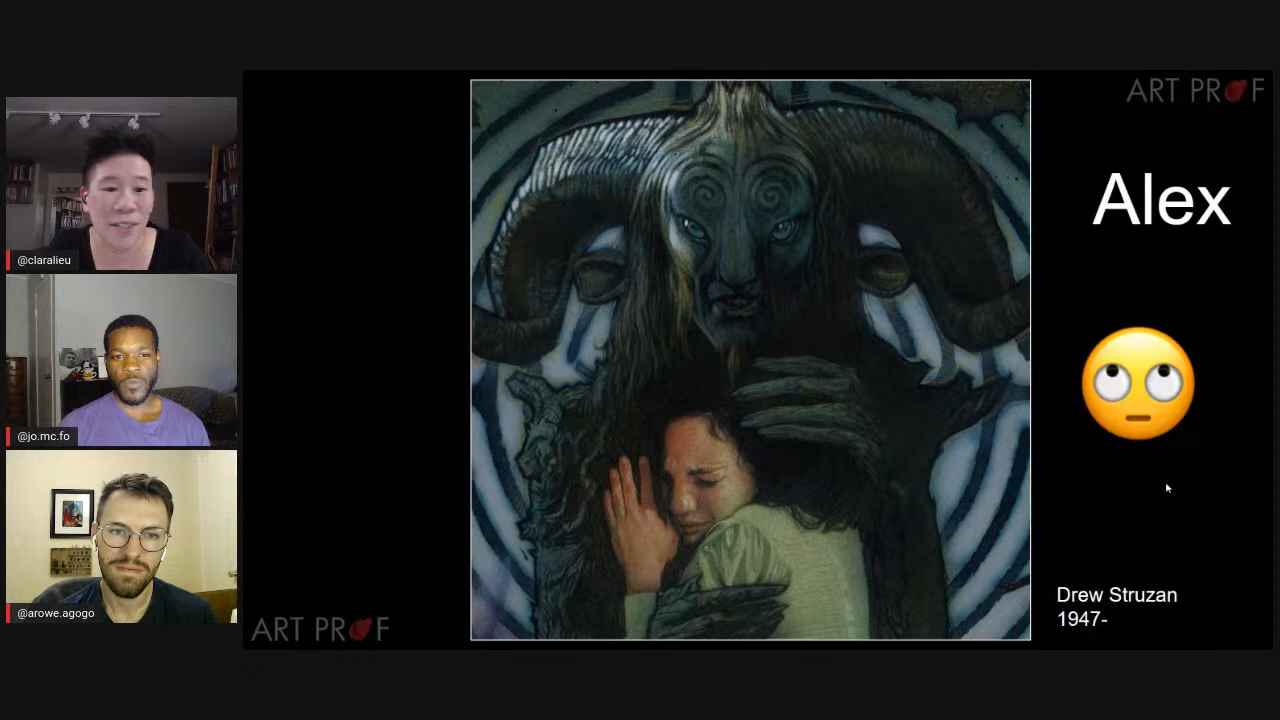 @claralieu
@jo.mc.fo
@arowe.agogo
ART PROF
Alex
Drew Struzan
1947-
ART PROF